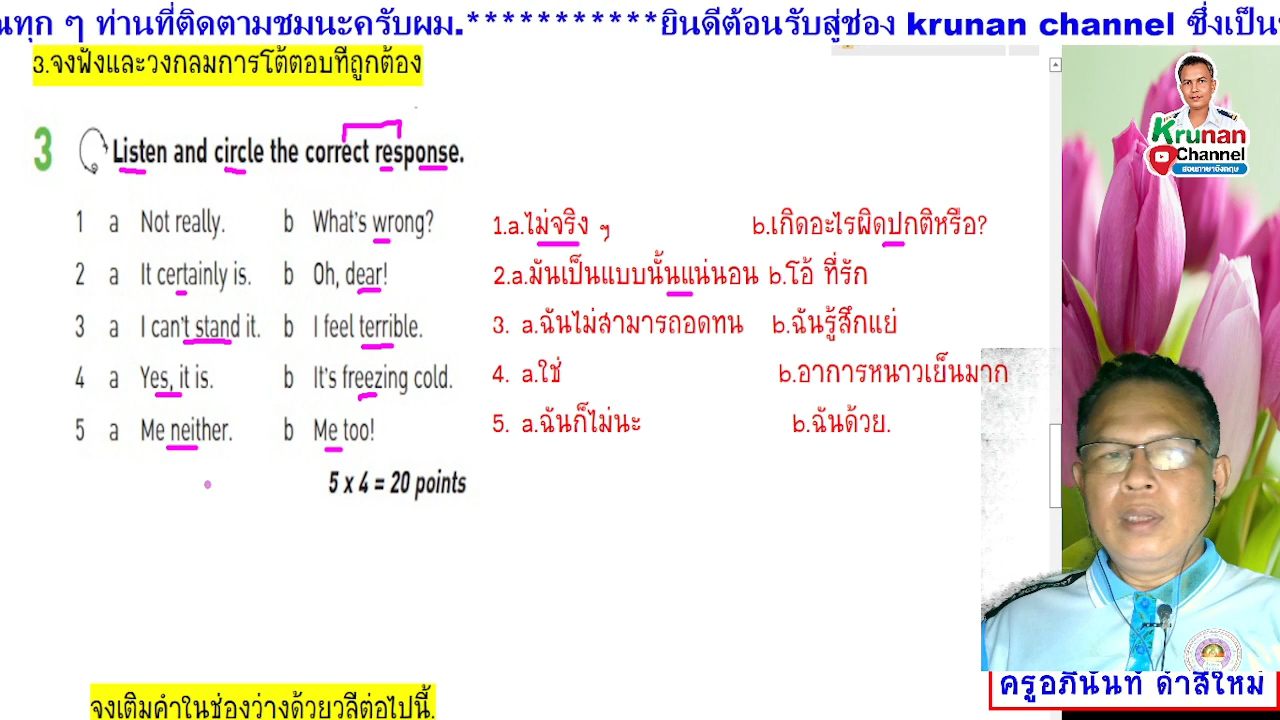 ณทุก ๆ ท่านที่ติดตามชมนะครับผม.***********ยินดีต้อนรับสู่ช่อง krunan channel ซึ่งเป็น
3.จงฟังและวงกลมการโต้ตอบที่ถูกต้อง
3 Listen and circle the correct response.
1 a Not really. b What's wrong? 1.a.ไม่จริง ๆ b.เกิดอะไรผิดปกติหรือ?
2 a It certainly is. b Oh, dear! 2.a.มันเป็นแบบนั้นแน่นอน b.โอ้ ที่รัก
3 a I can't stand it. b I feel terrible. 3. a.ฉันไม่สามารถอดทน b.ฉันรู้สึกแย่
4 a Yes, it is. b It's freezing cold. 4. a.ใช่ b.อาการหนาวเย็นมาก
5 a Me neither. b Me too! 5. a.ฉันก็ไม่นะ b.ฉันด้วย.
5 x 4 = 20 points
จงเติมคำในช่องว่างด้วยวลีต่อไปนี้.
Krunan
Channel
สอนภาษาอังกฤษ
ครูอภินันท์ ดำสีใหม่